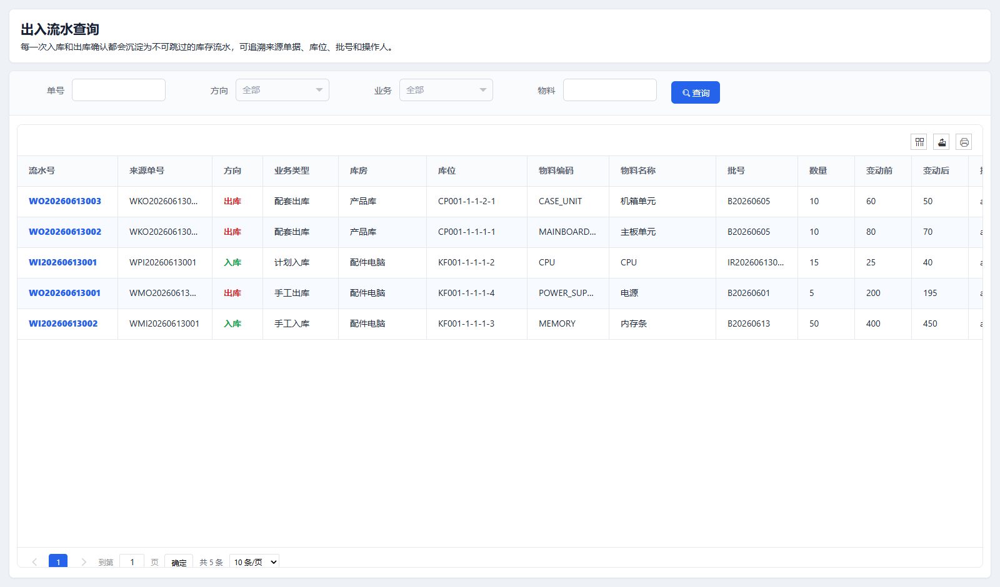 出入流水查询
每一次入库和出库确认都会沉淀为不可跳过的库存流水，可追溯来源单据、库位、批号和操作人。
单号 方向 全部 业务 全部 物料 查询
流水号 来源单号 方向 业务类型 库房 库位 物料编码 物料名称 批号 数量 变动前 变动后
WO20260613003 WKO202606130... 出库 配套出库 产品库 CP001-1-1-2-1 CASE_UNIT 机箱单元 B20260605 10 60 50
WO20260613002 WKO202606130... 出库 配套出库 产品库 CP001-1-1-1-1 MAINBOARD... 主板单元 B20260605 10 80 70
WI20260613001 WPI20260613001 入库 计划入库 配件电脑 KF001-1-1-1-2 CPU CPU IR202606130... 15 25 40
WO20260613001 WMO20260613... 出库 手工出库 配件电脑 KF001-1-1-1-4 POWER_SUP... 电源 B20260601 5 200 195
WI20260613002 WMI20260613001 入库 手工入库 配件电脑 KF001-1-1-1-3 MEMORY 内存条 B20260613 50 400 450
1 到第 1 页 确定 共 5 条 10 条/页